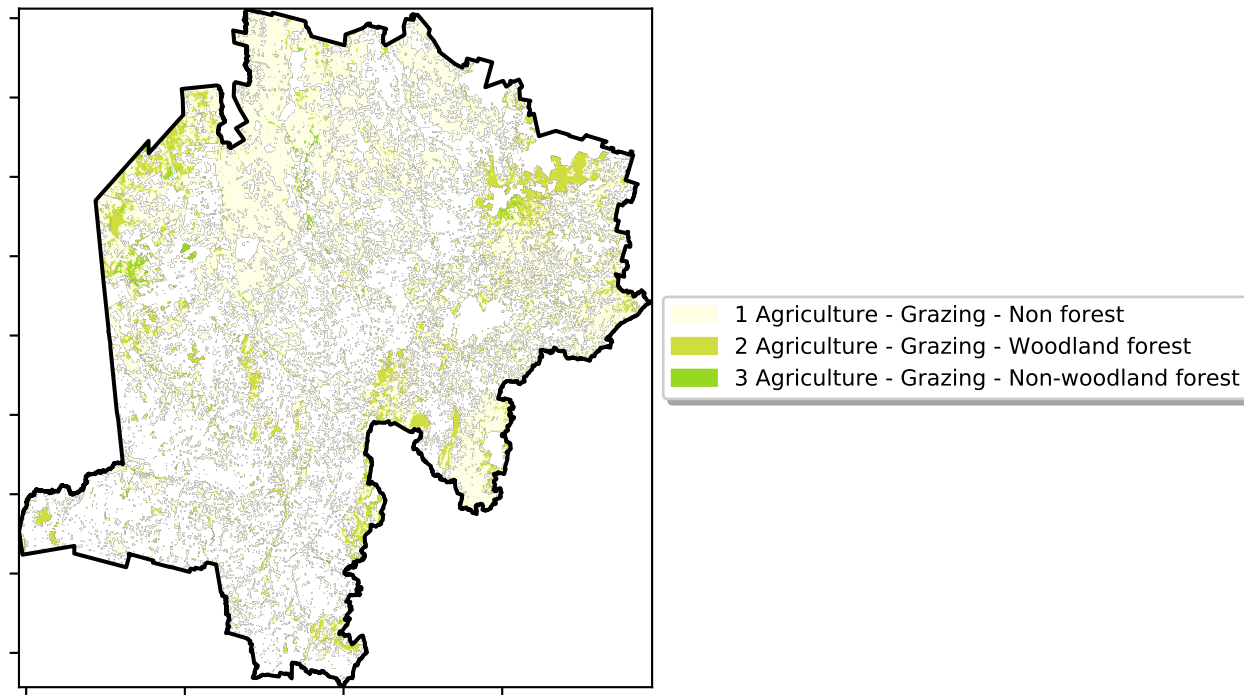 1 Agriculture - Grazing - Non forest
2 Agriculture - Grazing - Woodland forest
3 Agriculture - Grazing - Non-woodland forest